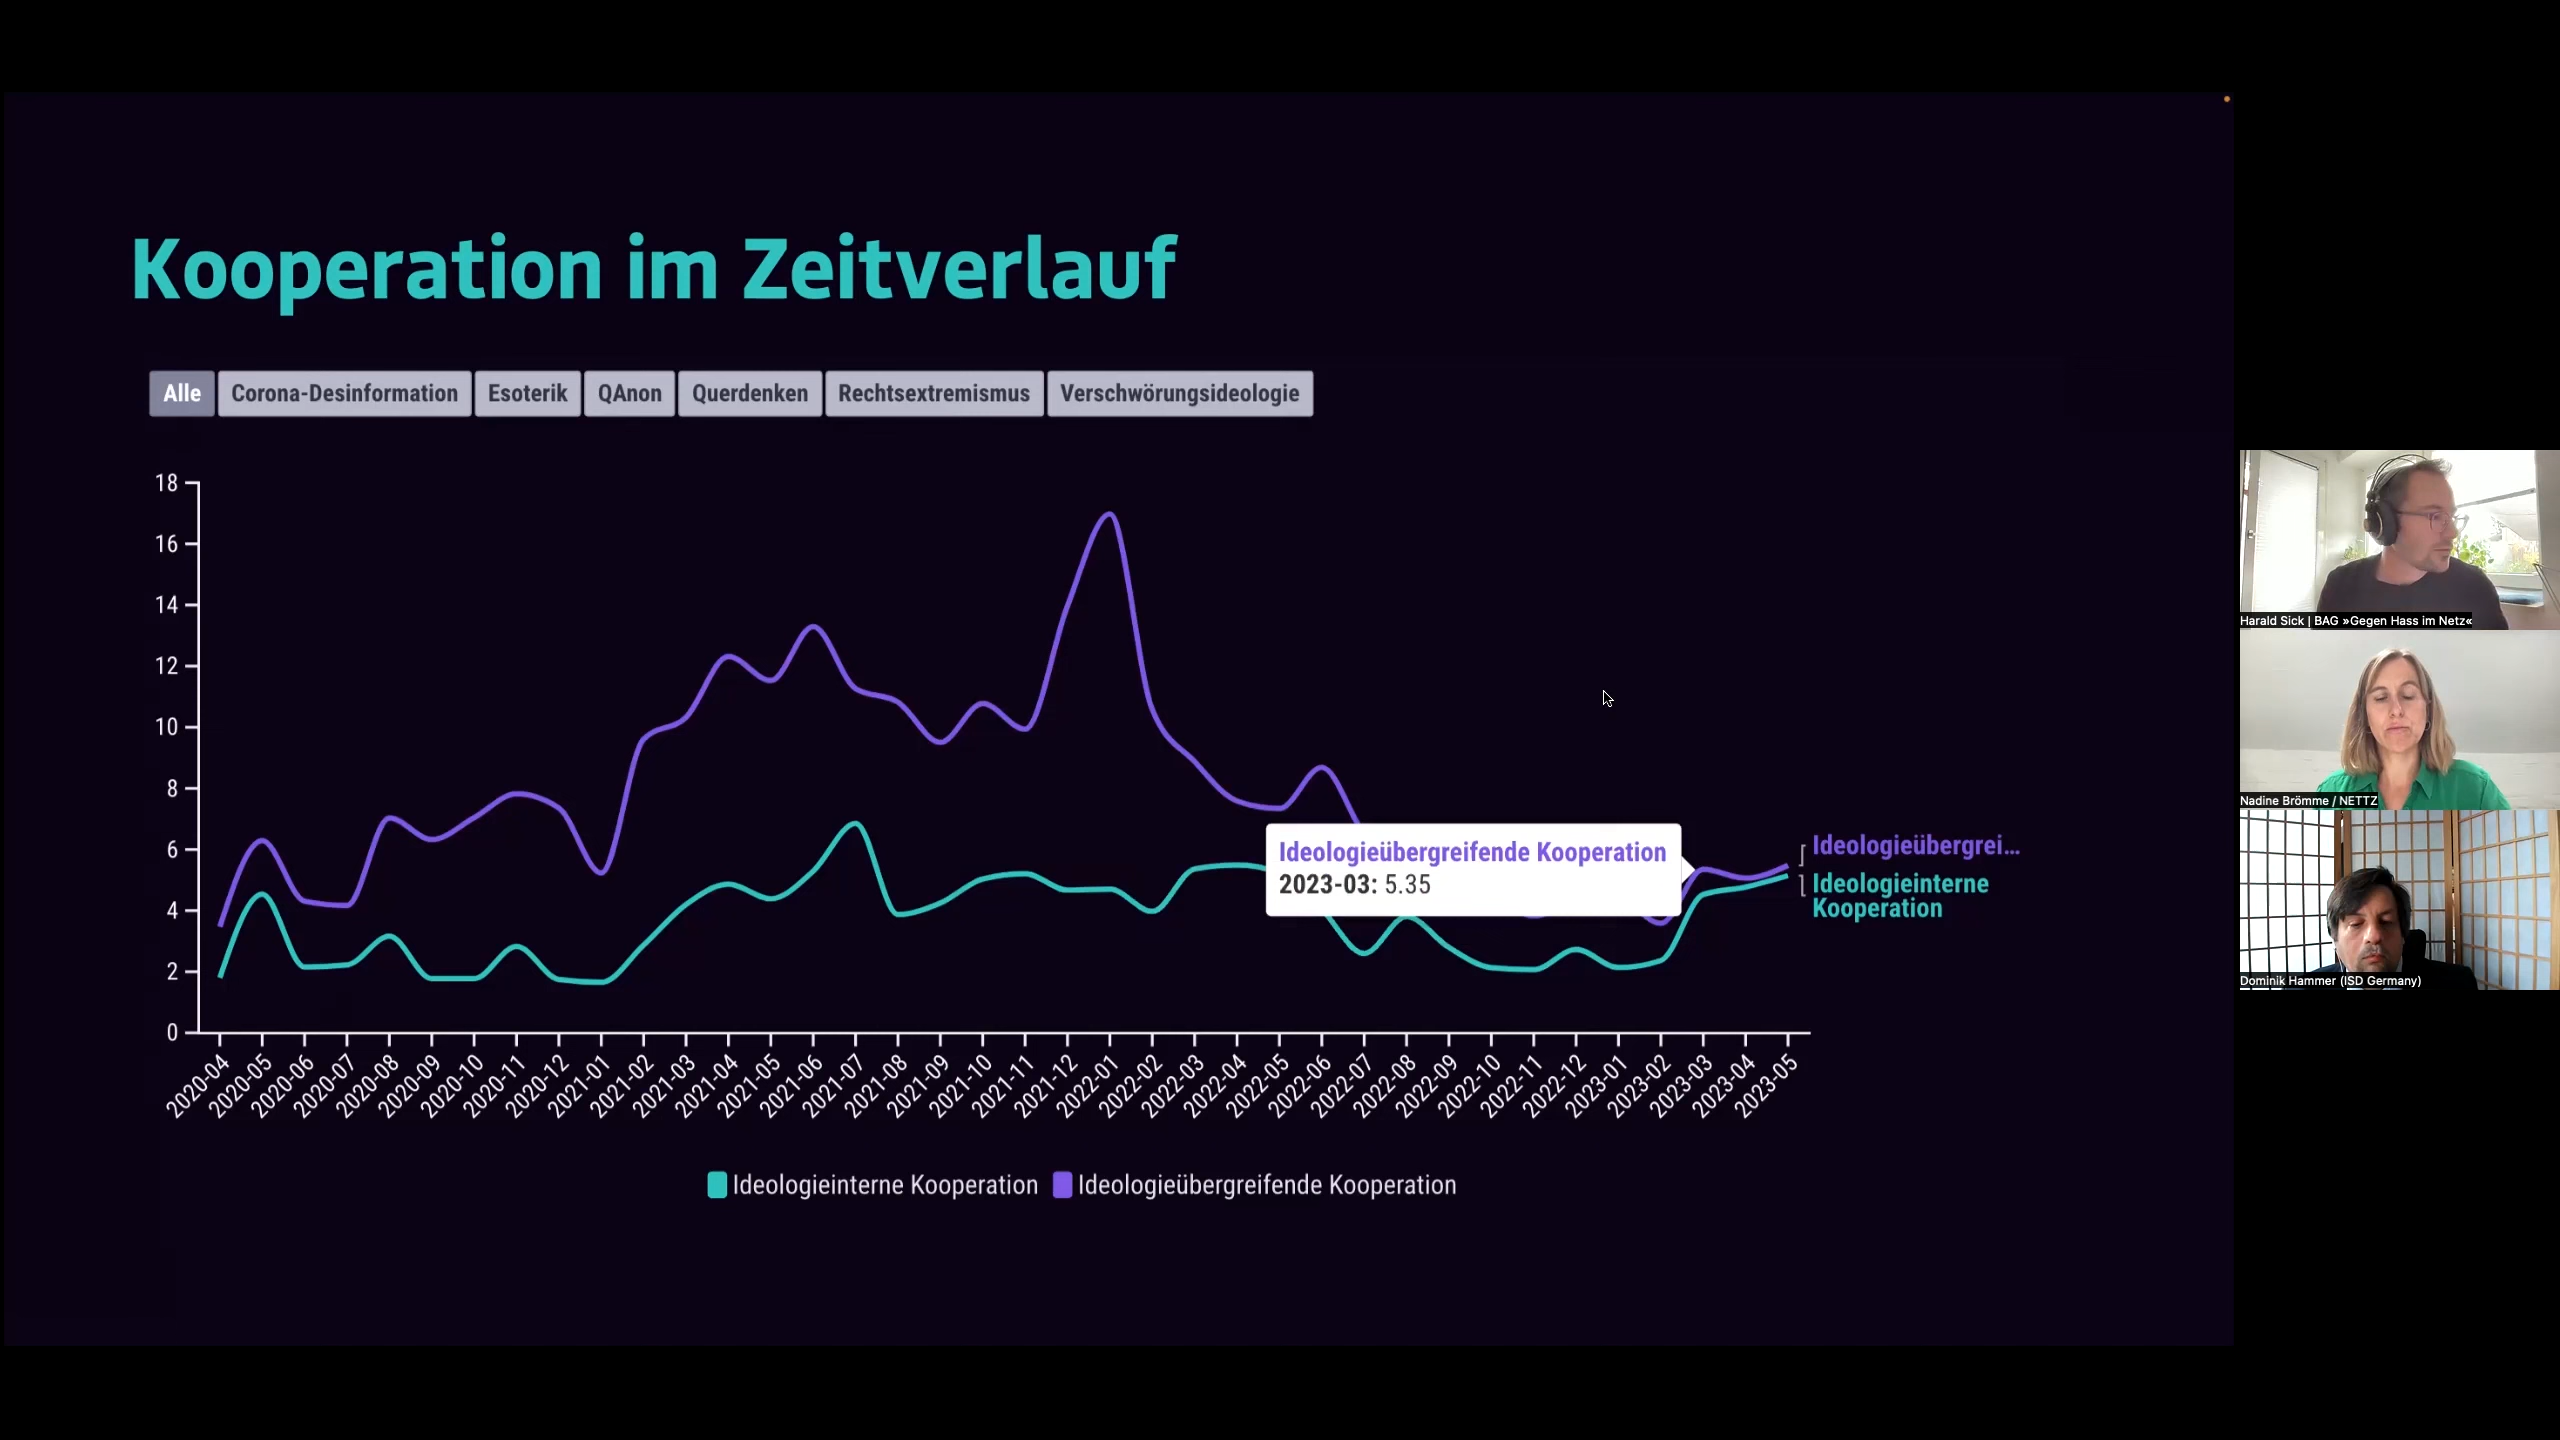 Kooperation im Zeitverlauf
Alle
Corona-Desinformation
Esoterik
QAnon
Querdenken
Rechtsextremismus
Verschwörungsideologie
18
16
14
12
10
8
6
4
2
0
Ideologieübergreifende Kooperation
2023-03: 5.35
Ideologieübergrei...
Ideologieinterne
Kooperation
2020-04
2020-05
2020-06
2020-07
2020-08
2020-09
2020-10
2020-11
2020-12
2021-01
2021-02
2021-03
2021-04
2021-05
2021-06
2021-07
2021-08
2021-09
2021-10
2021-11
2021-12
2022-01
2022-02
2022-03
2022-04
2022-05
2022-06
2022-07
2022-08
2022-09
2022-10
2022-11
2022-12
2023-01
2023-02
2023-03
2023-04
2023-05
Ideologieinterne Kooperation
Ideologieübergreifende Kooperation
Harald Sick | BAG »Gegen Hass im Netz«
Nadine Brömme / NETTZ
Dominik Hammer (ISD Germany)